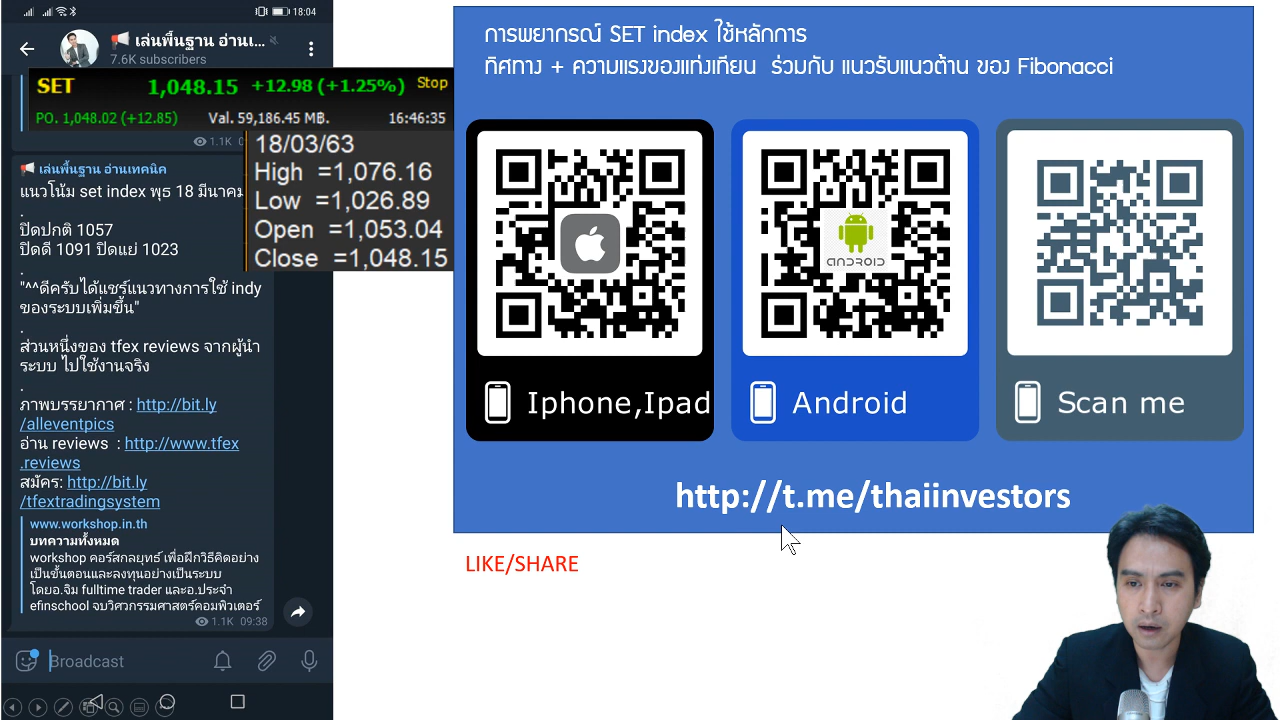 18:04
📢 เล่นพื้นฐาน อ่านเ...
7.6K subscribers
SET 1,048.15 +12.98 (+1.25%) Stop
PO. 1,048.02 (+12.85) Val. 59,186.45 MB. 16:46:35
1.1K
18/03/63
High =1,076.16
Low =1,026.89
Open =1,053.04
Close =1,048.15
📢 เล่นพื้นฐาน อ่านเทคนิค
แนวโน้ม set index พุธ 18 มีนาคม
.
ปิดปกติ 1057
ปิดดี 1091 ปิดแย่ 1023
.
"^^ดีครับได้แชร์แนวทางการใช้ indy
ของระบบเพิ่มขึ้น"
.
ส่วนหนึ่งของ tfex reviews จากผู้นำ
ระบบ ไปใช้งานจริง
.
ภาพบรรยากาศ : http://bit.ly
/alleventpics
อ่าน reviews : http://www.tfex
.reviews
สมัคร: http://bit.ly
/tfextradingsystem
www.workshop.in.th
บทความทั้งหมด
workshop คอร์สกลยุทธ์ เพื่อฝึกวิธีคิดอย่าง
เป็นขั้นตอนและลงทุนอย่างเป็นระบบ
โดยอ.จิม fulltime trader และอ.ประจำ
efinschool จบวิศวกรรมศาสตร์คอมพิวเตอร์
1.1K 09:38
Broadcast
การพยากรณ์ SET index ใช้หลักการ
ทิศทาง + ความแรงของแท่งเทียน ร่วมกับ แนวรับแนวต้าน ของ Fibonacci
ANDROID
Iphone,Ipad
Android
Scan me
http://t.me/thaiinvestors
LIKE/SHARE